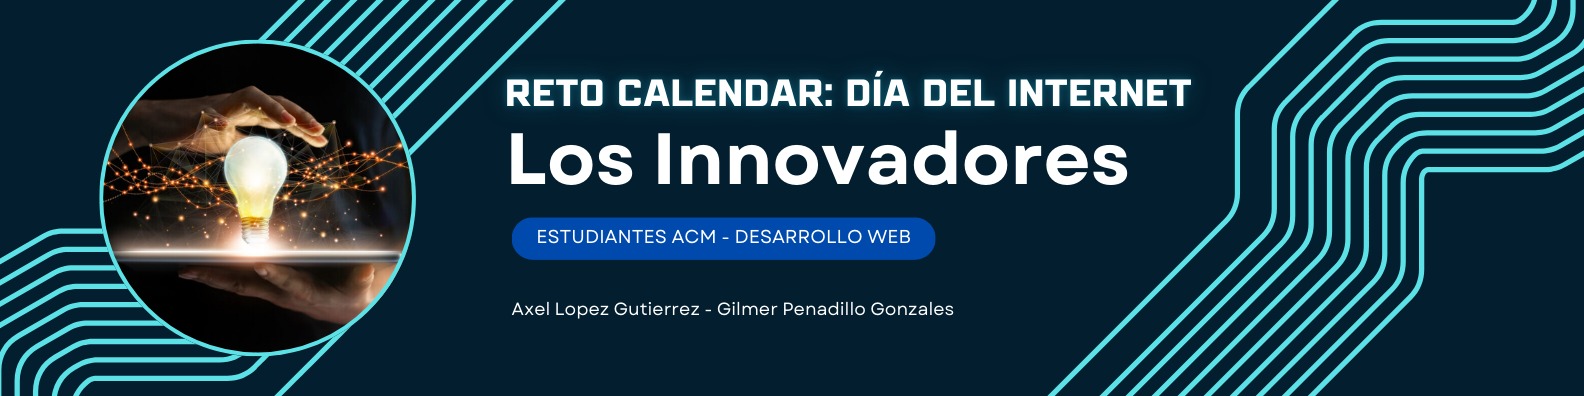 RETO CALENDAR: DÍA DEL INTERNET
Los Innovadores
ESTUDIANTES ACM - DESARROLLO WEB
Axel Lopez Gutierrez - Gilmer Penadillo Gonzales